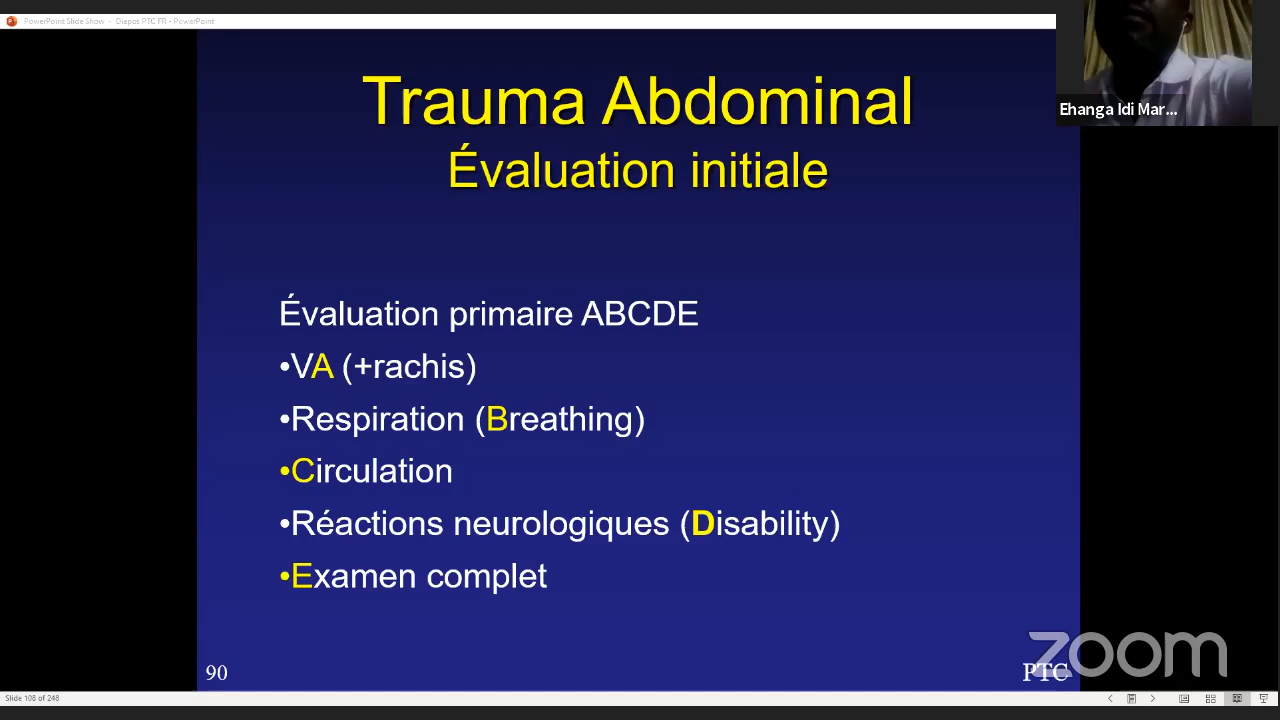 PowerPoint Slide Show - Diapos PTC FR - PowerPoint
Trauma Abdominal
Évaluation initiale
Ehanga Idi Mar...
Évaluation primaire ABCDE
•VA (+rachis)
•Respiration (Breathing)
•Circulation
•Réactions neurologiques (Disability)
•Examen complet
zoom
90
PTC
Slide 108 of 248